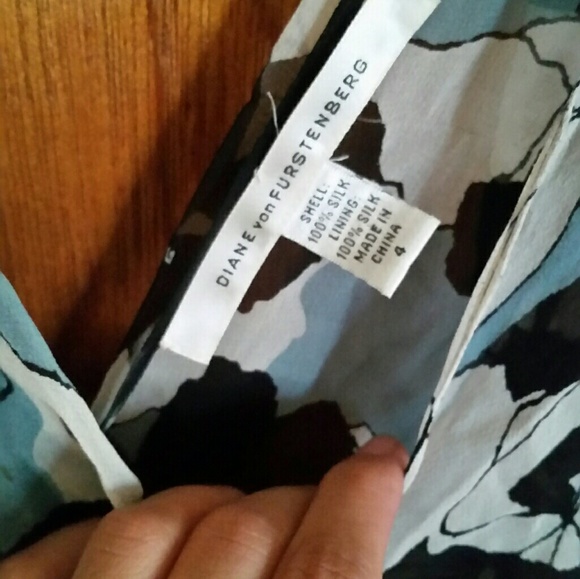 DIANE von FURSTENBERG
SHELL:
100% SILK
LINING:
100% SILK
MADE IN
CHINA
4